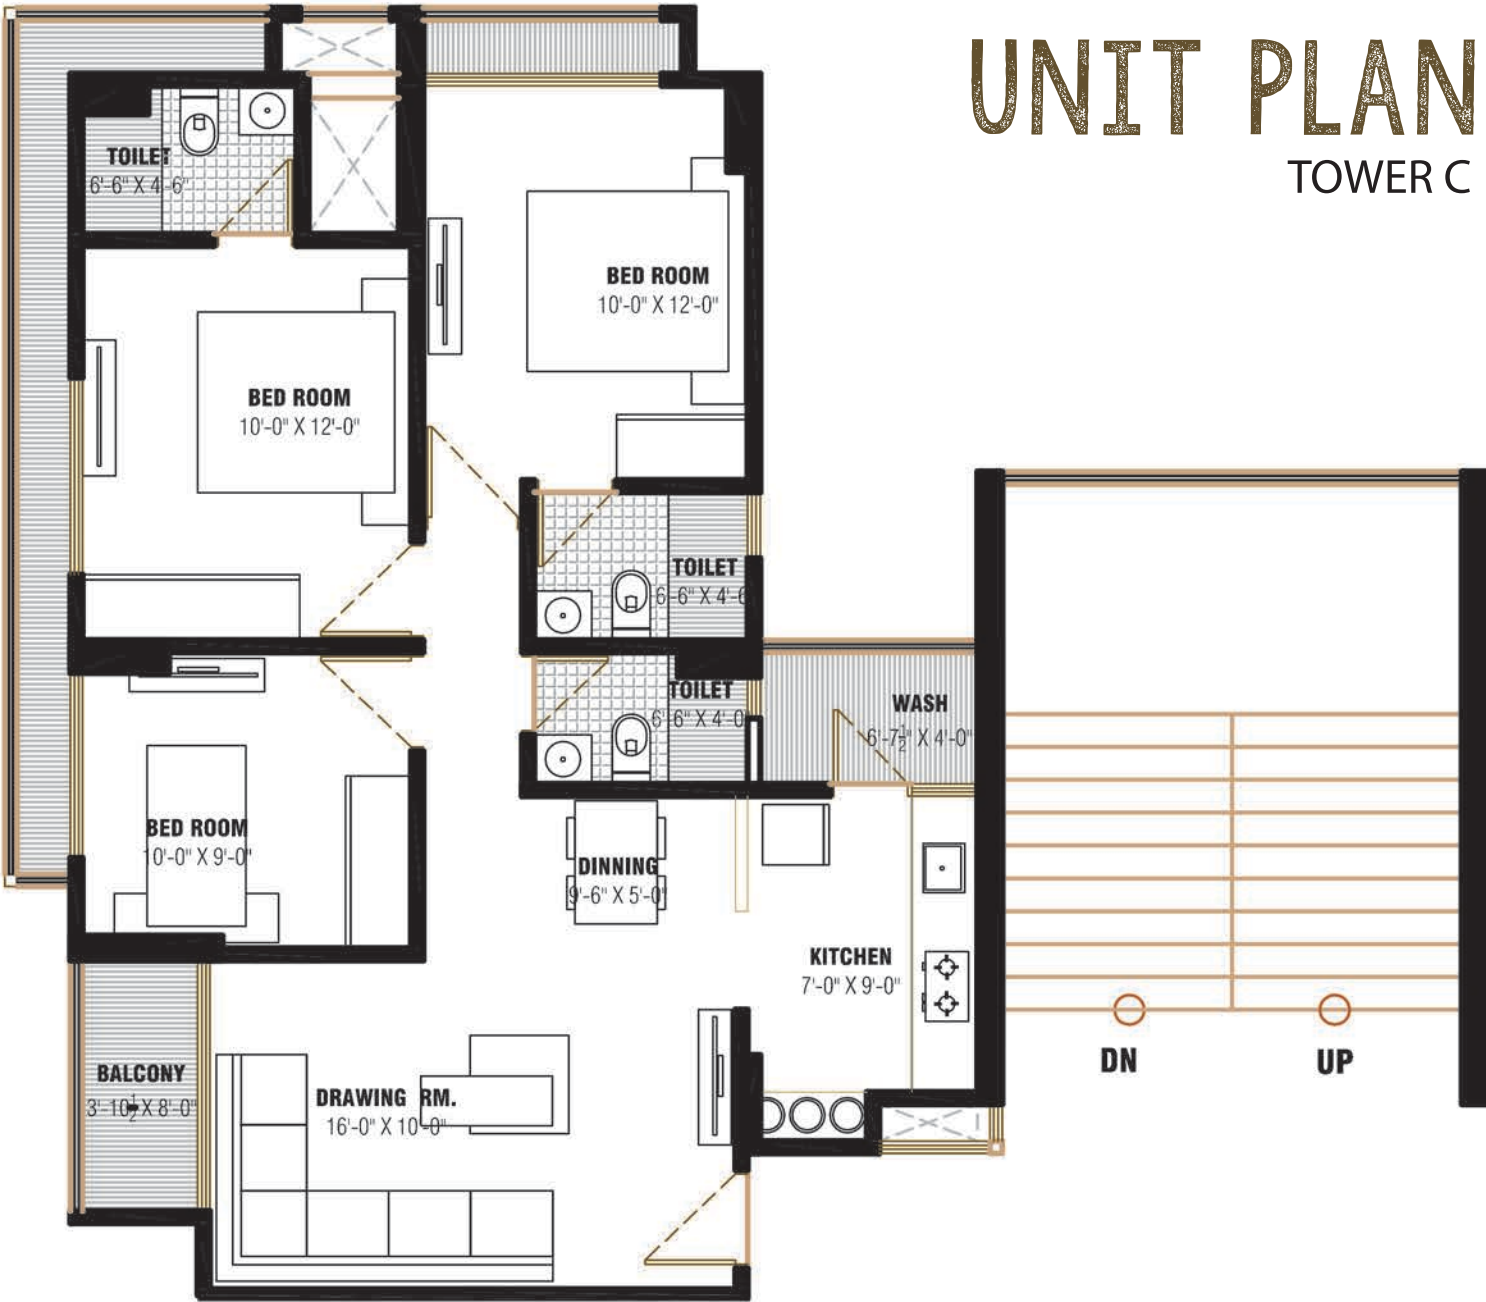 UNIT PLAN
TOWER C
TOILET
6'-6" X 4'-6"
BED ROOM
10'-0" X 12'-0"
BED ROOM
10'-0" X 12'-0"
TOILET
6'-6" X 4'-6
TOILET
6'-6" X 4'-0
WASH
6'-7½" X 4'-0"
BED ROOM
10'-0" X 9'-0"
DINNING
9'-6" X 5'-0"
KITCHEN
7'-0" X 9'-0"
BALCONY
3'-10½ X 8'-0"
DRAWING RM.
16'-0" X 10'-0"
DN
UP